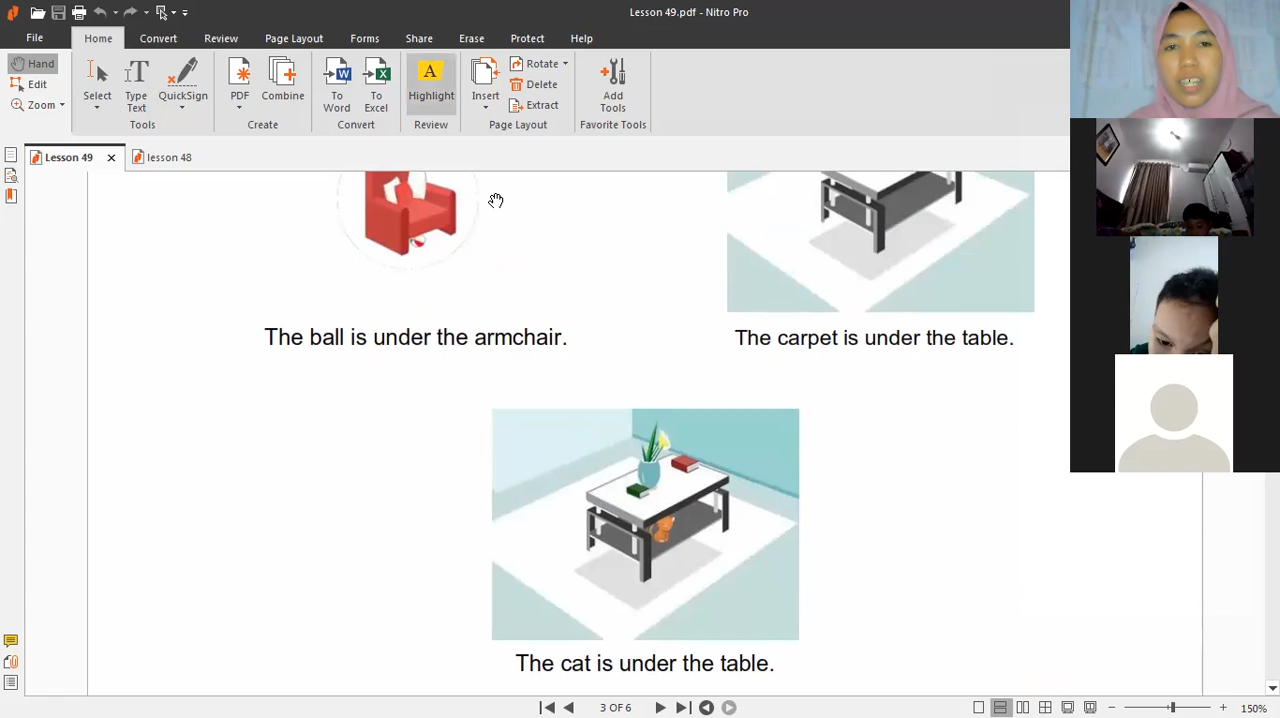 Lesson 49.pdf - Nitro Pro
File Home Convert Review Page Layout Forms Share Erase Protect Help
Hand
Edit
Zoom
Select
Type Text
QuickSign
Tools
PDF
Combine
Create
To Word
To Excel
Convert
Highlight
Review
Insert
Rotate
Delete
Extract
Page Layout
Add Tools
Favorite Tools
Lesson 49
lesson 48
The ball is under the armchair.
The carpet is under the table.
The cat is under the table.
3 OF 6
150%